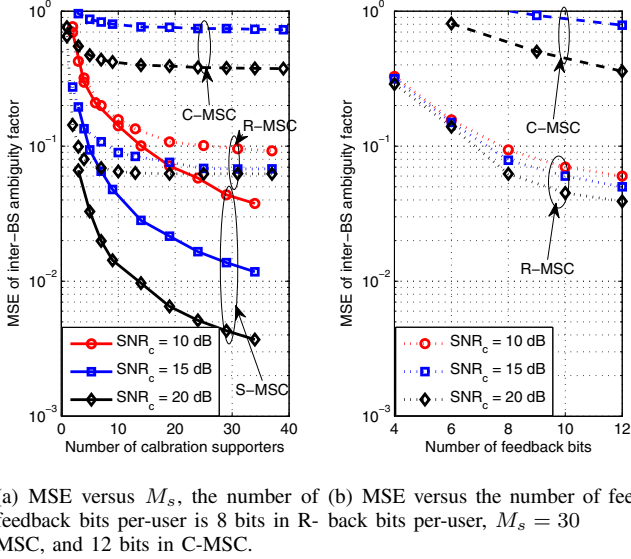 10^0
10^-1
10^-2
10^-3
MSE of inter−BS ambiguity factor
C−MSC
R−MSC
S−MSC
SNR_c = 10 dB
SNR_c = 15 dB
SNR_c = 20 dB
0 10 20 30 40
Number of calbration supporters
10^0
10^-1
10^-2
10^-3
MSE of inter−BS ambiguity factor
C−MSC
R−MSC
SNR_c = 10 dB
SNR_c = 15 dB
SNR_c = 20 dB
4 6 8 10 12
Number of feedback bits
(a) MSE versus M_s, the number of
feedback bits per-user is 8 bits in R-
MSC, and 12 bits in C-MSC.
(b) MSE versus the number of fee
back bits per-user, M_s = 30